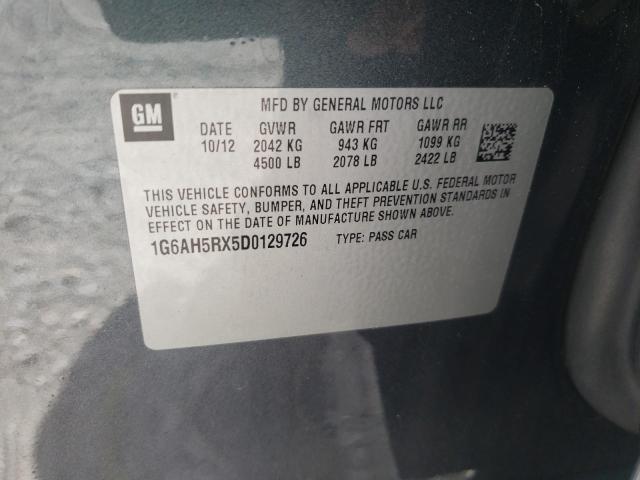 GM
MFD BY GENERAL MOTORS LLC
DATE GVWR GAWR FRT GAWR RR
10/12 2042 KG 943 KG 1099 KG
4500 LB 2078 LB 2422 LB
THIS VEHICLE CONFORMS TO ALL APPLICABLE U.S. FEDERAL MOTOR
VEHICLE SAFETY, BUMPER, AND THEFT PREVENTION STANDARDS IN
EFFECT ON THE DATE OF MANUFACTURE SHOWN ABOVE.
1G6AH5RX5D0129726 TYPE: PASS CAR